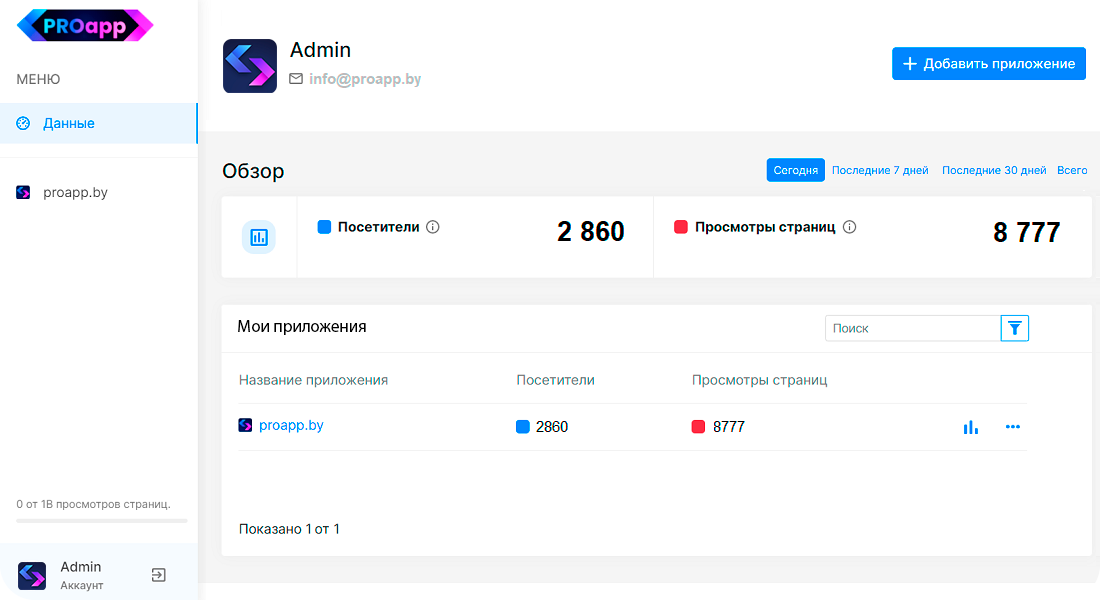 PROapp
МЕНЮ
Данные
proapp.by
0 от 1B просмотров страниц.
Admin
Аккаунт
Admin
info@proapp.by
+ Добавить приложение
Обзор
Сегодня Последние 7 дней Последние 30 дней Всего
Посетители 2 860 Просмотры страниц 8 777
Мои приложения Поиск
Название приложения Посетители Просмотры страниц
proapp.by 2860 8777
Показано 1 от 1